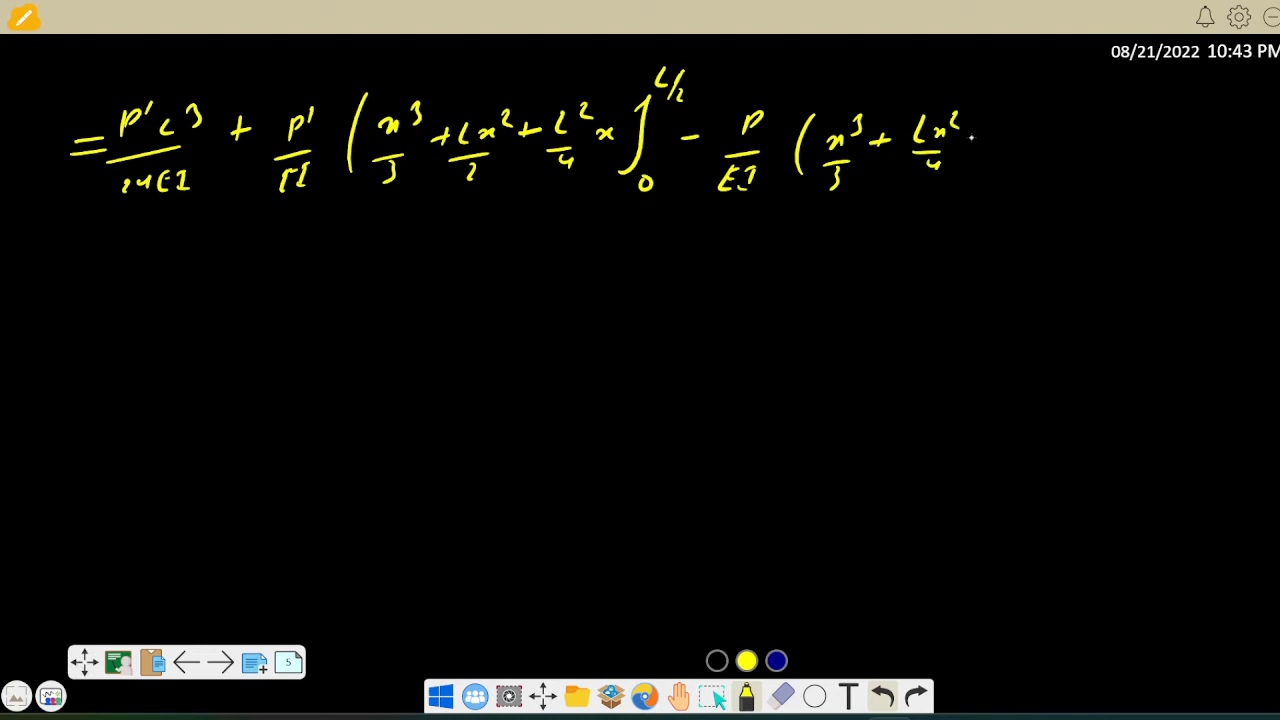 08/21/2022 10:43 PM
= P'L³/24EI + P'/EI (x³/3 + Lx²/2 + L²/4 x]₀^L/2 - P/EI (x³/3 + Lx²/4
5
T